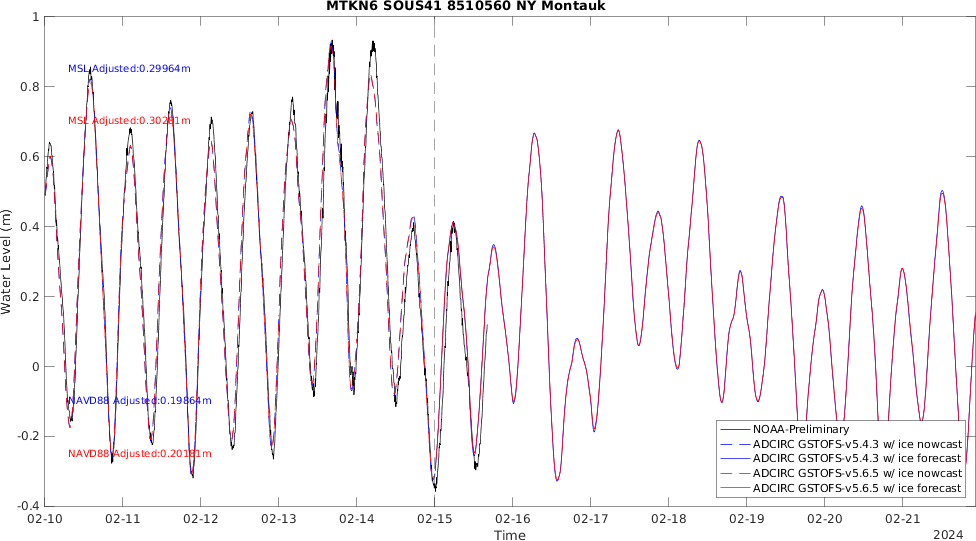 MTKN6 SOUS41 8510560 NY Montauk
1
0.8
0.6
0.4
0.2
0
-0.2
-0.4
Water Level (m)
MSL Adjusted:0.29964m
MSL Adjusted:0.30281m
NAVD88 Adjusted:0.19864m
NAVD88 Adjusted:0.20181m
NOAA-Preliminary
ADCIRC GSTOFS-v5.4.3 w/ ice nowcast
ADCIRC GSTOFS-v5.4.3 w/ ice forecast
ADCIRC GSTOFS-v5.6.5 w/ ice nowcast
ADCIRC GSTOFS-v5.6.5 w/ ice forecast
02-10 02-11 02-12 02-13 02-14 02-15 02-16 02-17 02-18 02-19 02-20 02-21
Time
2024